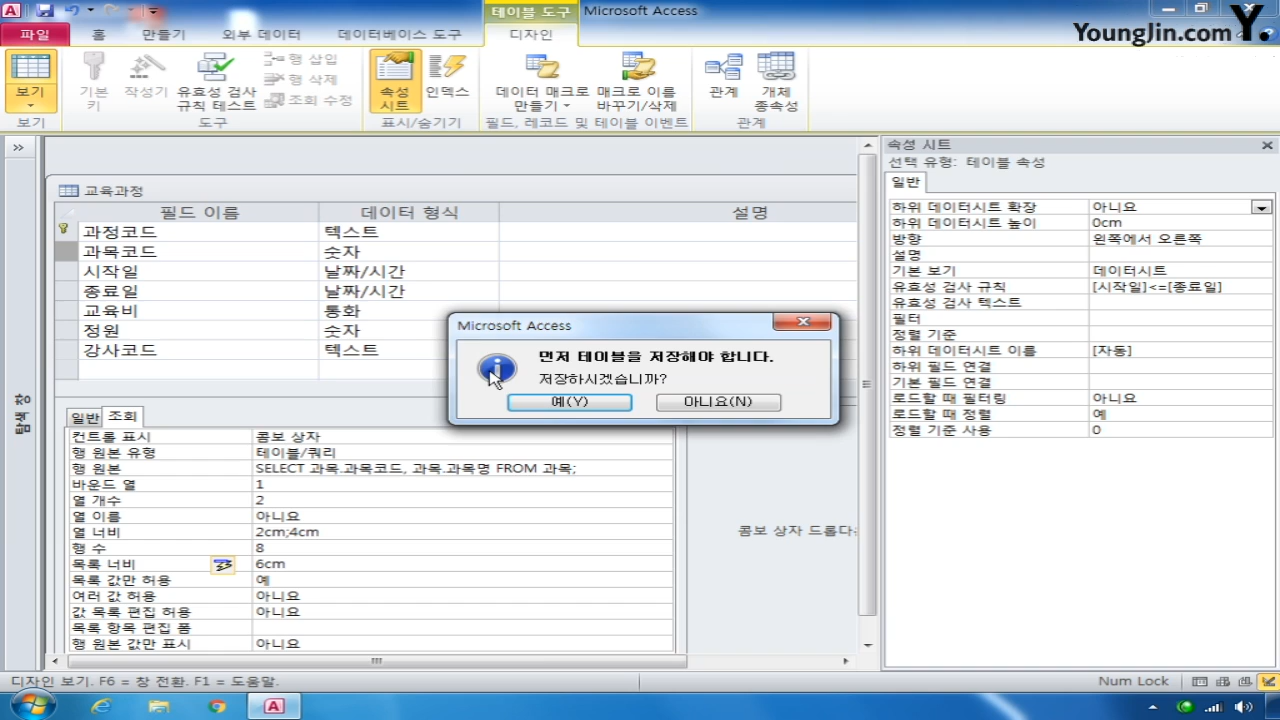 테이블 도구
Microsoft Access
YoungJin.com Y.
파일
홈
만들기
외부 데이터
데이터베이스 도구
디자인
보기
기본 키
작성기
유효성 검사 규칙 테스트
행 삽입
행 삭제
조회 수정
속성 시트
인덱스
데이터 매크로 만들기
매크로 이름 바꾸기/삭제
관계
개체 종속성
보기
도구
표시/숨기기
필드, 레코드 및 테이블 이벤트
관계
탐색 창
교육과정
필드 이름 데이터 형식 설명
과정코드 텍스트
과목코드 숫자
시작일 날짜/시간
종료일 날짜/시간
교육비 통화
정원 숫자
강사코드 텍스트
Microsoft Access
먼저 테이블을 저장해야 합니다.
저장하시겠습니까?
예(Y) 아니요(N)
일반 조회
컨트롤 표시 콤보 상자
행 원본 유형 테이블/쿼리
행 원본 SELECT 과목.과목코드, 과목.과목명 FROM 과목;
바운드 열 1
열 개수 2
열 이름 아니요
열 너비 2cm;4cm
행 수 8
목록 너비 6cm
목록 값만 허용 예
여러 값 허용 아니요
값 목록 편집 허용 아니요
목록 항목 편집 폼
행 원본 값만 표시 아니요
콤보 상자 드롭다
속성 시트
선택 유형: 테이블 속성
일반
하위 데이터시트 확장 아니요
하위 데이터시트 높이 0cm
방향 왼쪽에서 오른쪽
설명
기본 보기 데이터시트
유효성 검사 규칙 [시작일]<=[종료일]
유효성 검사 텍스트
필터
정렬 기준
하위 데이터시트 이름 [자동]
하위 필드 연결
기본 필드 연결
로드할 때 필터링 아니요
로드할 때 정렬 예
정렬 기준 사용 0
디자인 보기. F6 = 창 전환. F1 = 도움말.
Num Lock